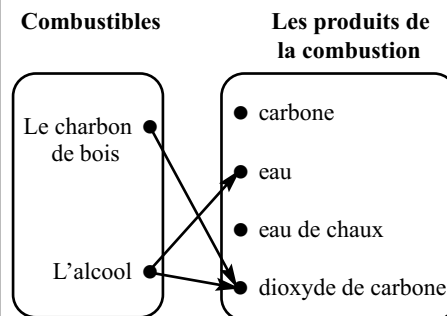 Combustibles
Les produits de
la combustion
Le charbon
de bois
L’alcool
carbone
eau
eau de chaux
dioxyde de carbone